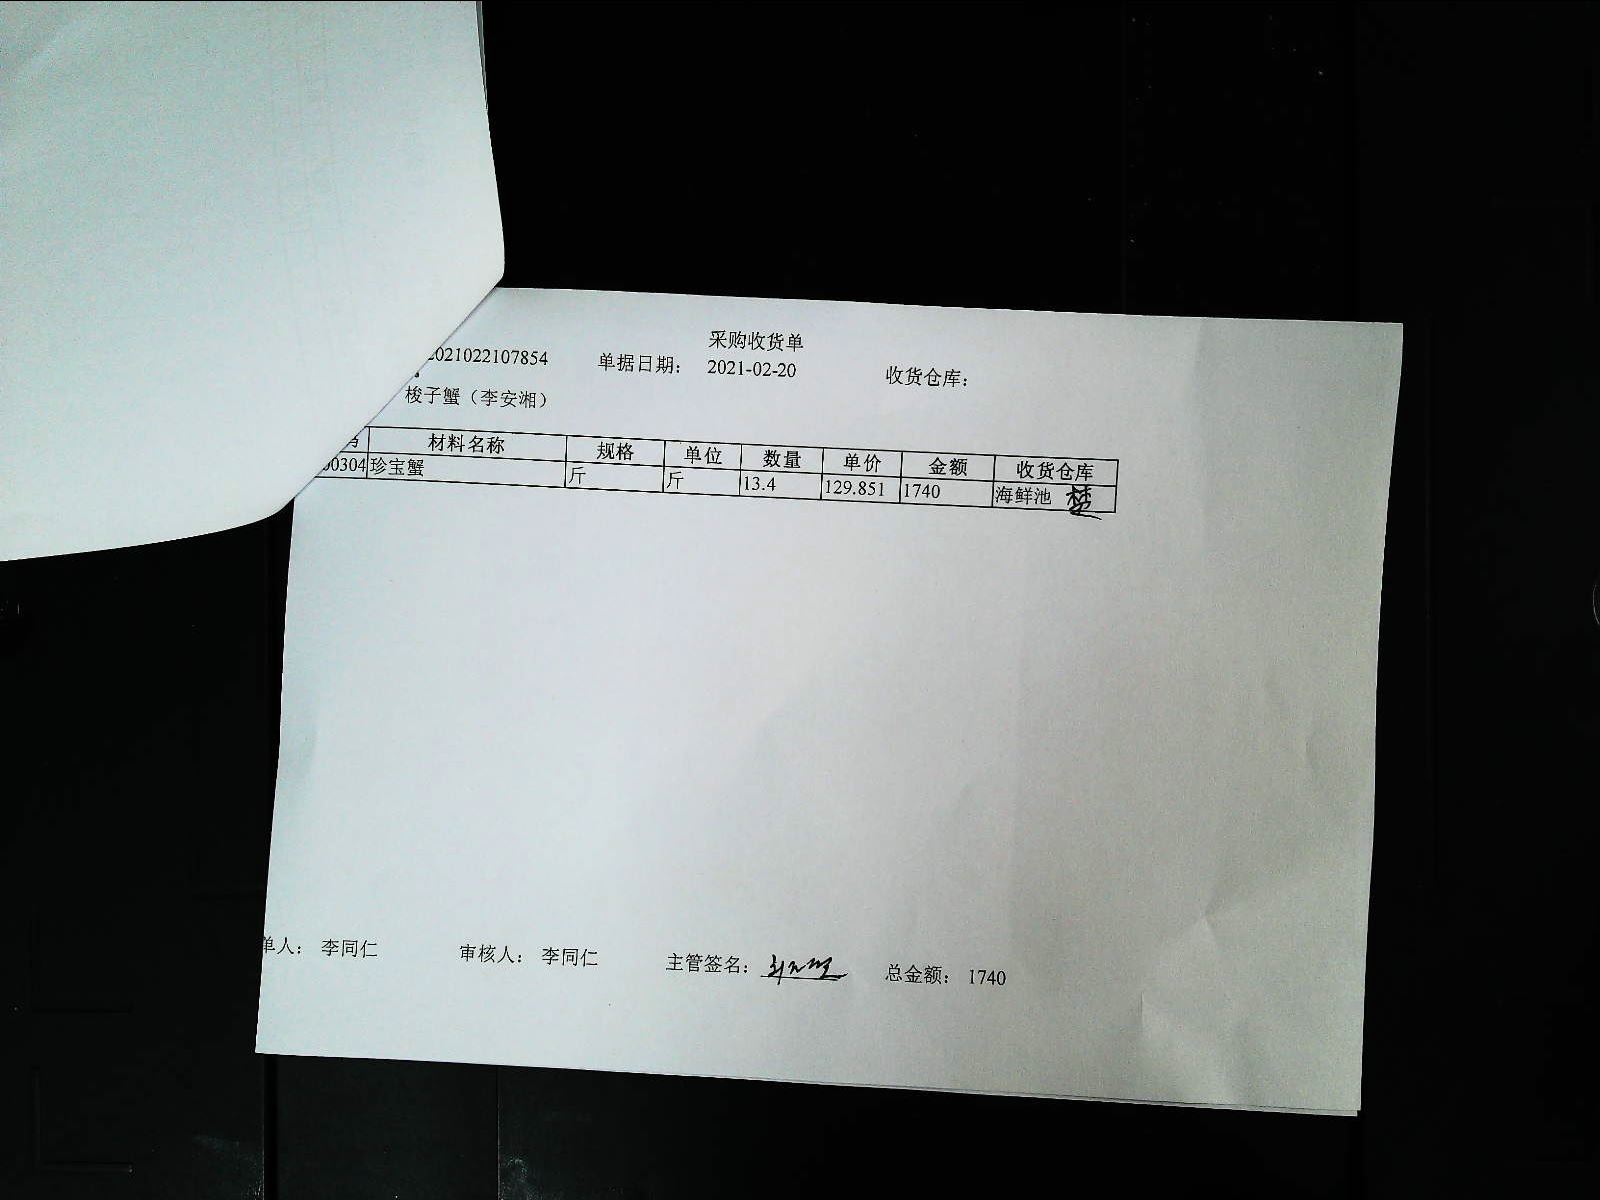 采购收货单
2021022107854 单据日期： 2021-02-20 收货仓库：
梭子蟹（李安湘）
材料名称 规格 单位 数量 单价 金额 收货仓库
00304 珍宝蟹 斤 斤 13.4 129.851 1740 海鲜池
单人： 李同仁 审核人： 李同仁 主管签名： 总金额： 1740